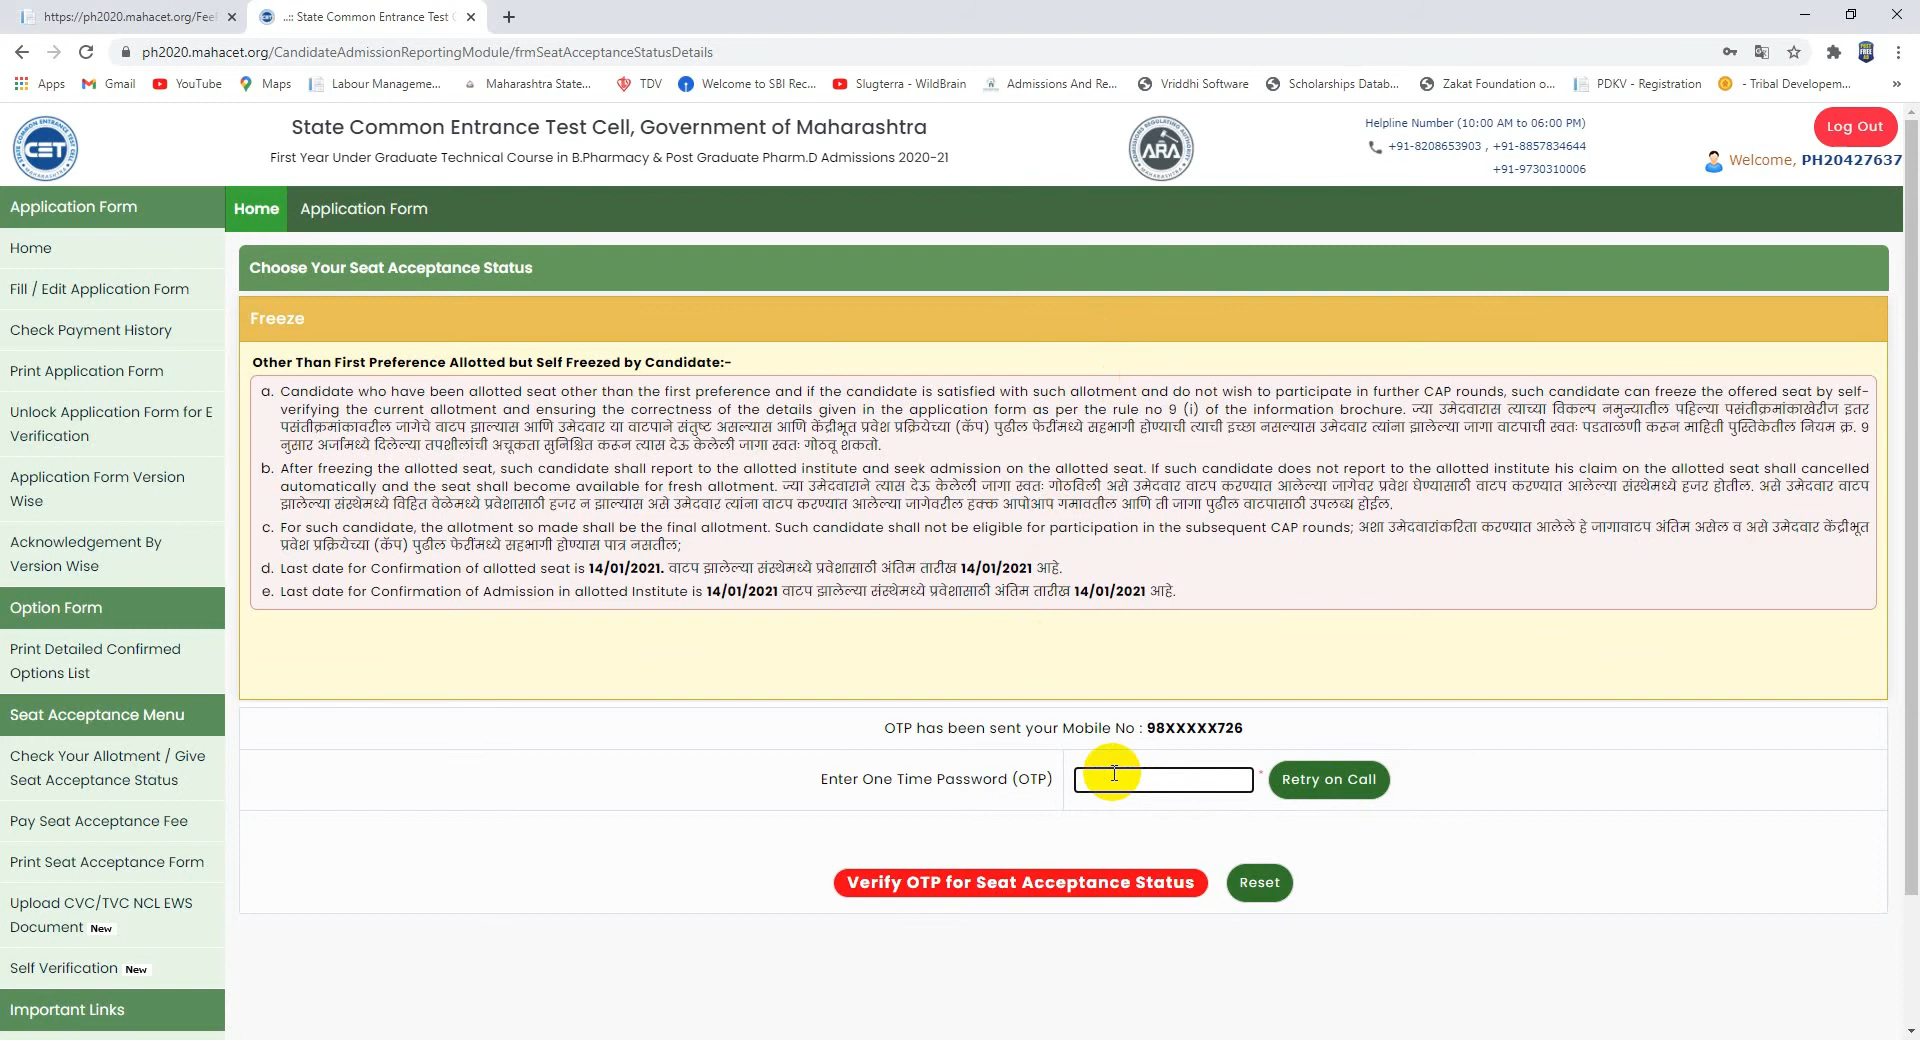 https://ph2020.mahacet.org/Fee
..:: State Common Entrance Test C
ph2020.mahacet.org/CandidateAdmissionReportingModule/frmSeatAcceptanceStatusDetails
Apps Gmail YouTube Maps Labour Manageme... Maharashtra State... TDV Welcome to SBI Rec... Slugterra - WildBrain Admissions And Re... Vriddhi Software Scholarships Datab... Zakat Foundation o... PDKV - Registration - Tribal Developem... »
State Common Entrance Test Cell, Government of Maharashtra
First Year Under Graduate Technical Course in B.Pharmacy & Post Graduate Pharm.D Admissions 2020-21
CET
ARA
Helpline Number (10:00 AM to 06:00 PM)
+91-8208653903 , +91-8857834644
+91-9730310006
Log Out
Welcome, PH20427637
Application Form
Home
Fill / Edit Application Form
Check Payment History
Print Application Form
Unlock Application Form for E
Verification
Application Form Version
Wise
Acknowledgement By
Version Wise
Option Form
Print Detailed Confirmed
Options List
Seat Acceptance Menu
Check Your Allotment / Give
Seat Acceptance Status
Pay Seat Acceptance Fee
Print Seat Acceptance Form
Upload CVC/TVC NCL EWS
Document New
Self Verification New
Important Links
Home Application Form
Choose Your Seat Acceptance Status
Freeze
Other Than First Preference Allotted but Self Freezed by Candidate:-
a. Candidate who have been allotted seat other than the first preference and if the candidate is satisfied with such allotment and do not wish to participate in further CAP rounds, such candidate can freeze the offered seat by self-
verifying the current allotment and ensuring the correctness of the details given in the application form as per the rule no 9 (i) of the information brochure. ज्या उमेदवारास त्याच्या विकल्प नमुन्यातील पहिल्या पसंतीक्रमांकाखेरीज इतर
पसंतीक्रमांकावरील जागेचे वाटप झाल्यास आणि उमेदवार या वाटपाने संतुष्ट असल्यास आणि केंद्रीभूत प्रवेश प्रक्रियेच्या (कॅप) पुढील फेरींमध्ये सहभागी होण्याची त्याची इच्छा नसल्यास उमेदवार त्यांना झालेल्या जागा वाटपाची स्वतः पडताळणी करून माहिती पुस्तिकेतील नियम क्र. 9
नुसार अर्जामध्ये दिलेल्या तपशीलांची अचूकता सुनिश्चित करून त्यास देऊ केलेली जागा स्वतः गोठवू शकतो.
b. After freezing the allotted seat, such candidate shall report to the allotted institute and seek admission on the allotted seat. If such candidate does not report to the allotted institute his claim on the allotted seat shall cancelled
automatically and the seat shall become available for fresh allotment. ज्या उमेदवाराने त्यास देऊ केलेली जागा स्वतः गोठविली असे उमेदवार वाटप करण्यात आलेल्या जागेवर प्रवेश घेण्यासाठी वाटप करण्यात आलेल्या संस्थेमध्ये हजर होतील. असे उमेदवार वाटप
झालेल्या संस्थेमध्ये विहित वेळेमध्ये प्रवेशासाठी हजर न झाल्यास असे उमेदवार त्यांना वाटप करण्यात आलेल्या जागेवरील हक्क आपोआप गमावतील आणि ती जागा पुढील वाटपासाठी उपलब्ध होईल.
c. For such candidate, the allotment so made shall be the final allotment. Such candidate shall not be eligible for participation in the subsequent CAP rounds; अशा उमेदवारांकरिता करण्यात आलेले हे जागावाटप अंतिम असेल व असे उमेदवार केंद्रीभूत
प्रवेश प्रक्रियेच्या (कॅप) पुढील फेरींमध्ये सहभागी होण्यास पात्र नसतील;
d. Last date for Confirmation of allotted seat is 14/01/2021. वाटप झालेल्या संस्थेमध्ये प्रवेशासाठी अंतिम तारीख 14/01/2021 आहे.
e. Last date for Confirmation of Admission in allotted Institute is 14/01/2021 वाटप झालेल्या संस्थेमध्ये प्रवेशासाठी अंतिम तारीख 14/01/2021 आहे.
OTP has been sent your Mobile No : 98XXXXX726
Enter One Time Password (OTP) * Retry on Call
Verify OTP for Seat Acceptance Status Reset